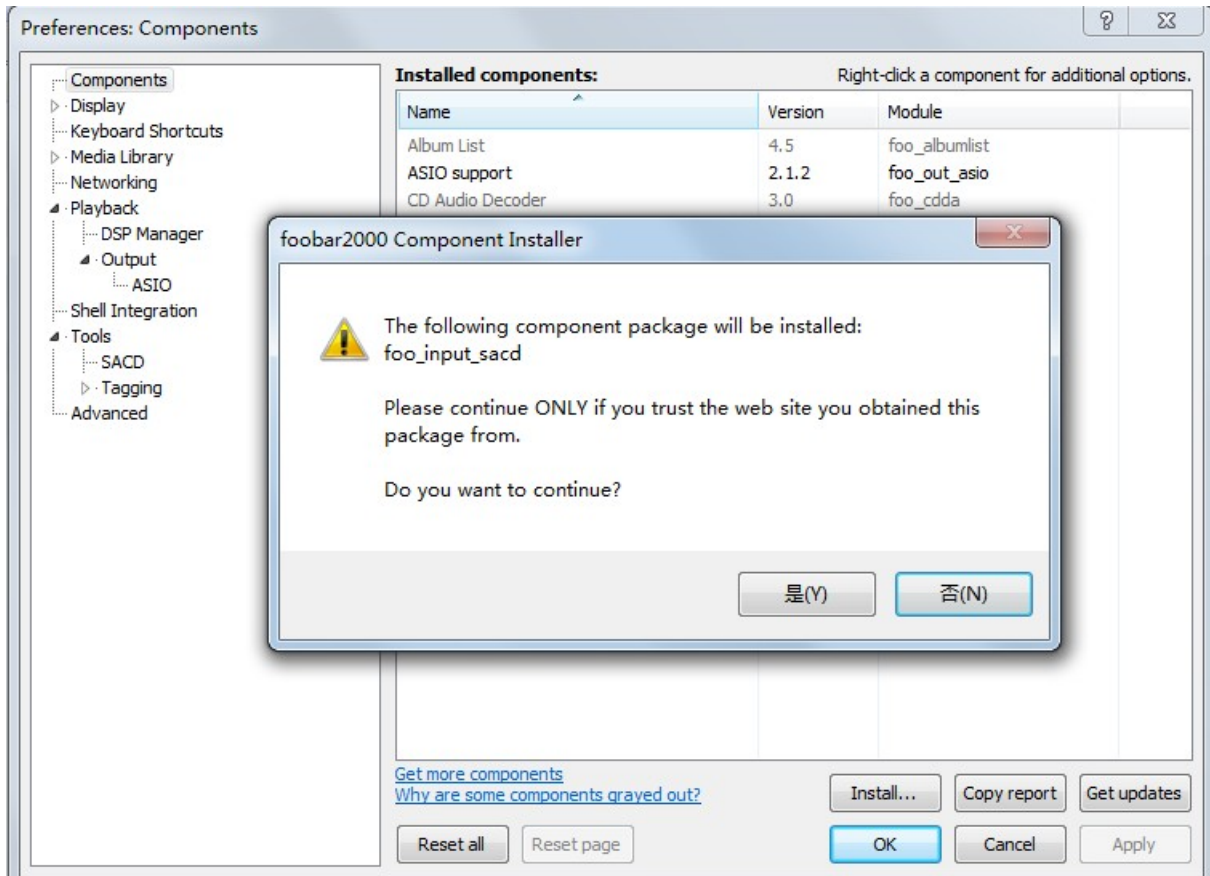 Preferences: Components
Components
Display
Keyboard Shortcuts
Media Library
Networking
Playback
DSP Manager
Output
ASIO
Shell Integration
Tools
SACD
Tagging
Advanced
Installed components: Right-click a component for additional options.
Name Version Module
Album List 4.5 foo_albumlist
ASIO support 2.1.2 foo_out_asio
CD Audio Decoder 3.0 foo_cdda
foobar2000 Component Installer
The following component package will be installed:
foo_input_sacd
Please continue ONLY if you trust the web site you obtained this
package from.
Do you want to continue?
是(Y) 否(N)
Get more components
Why are some components grayed out?
Install... Copy report Get updates
Reset all Reset page OK Cancel Apply